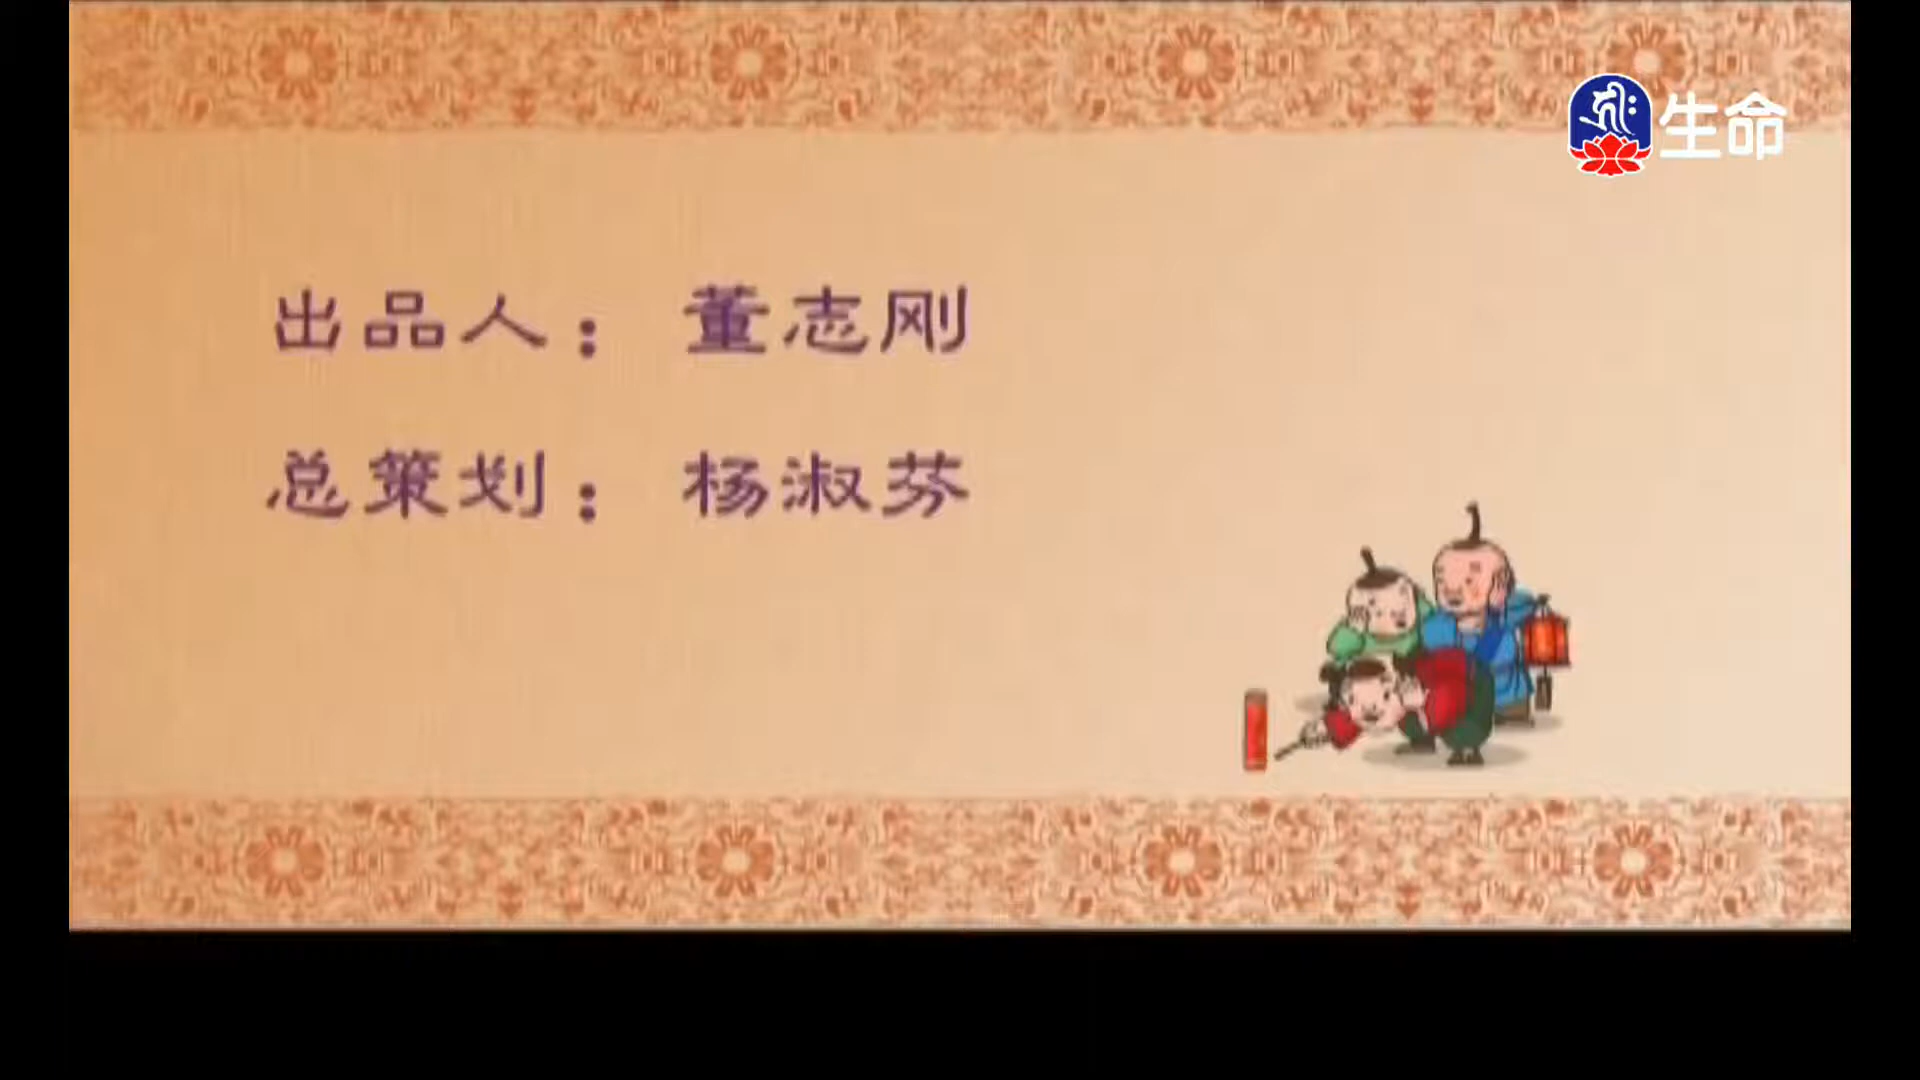 生命
出品人： 董志刚
总策划： 杨淑芬